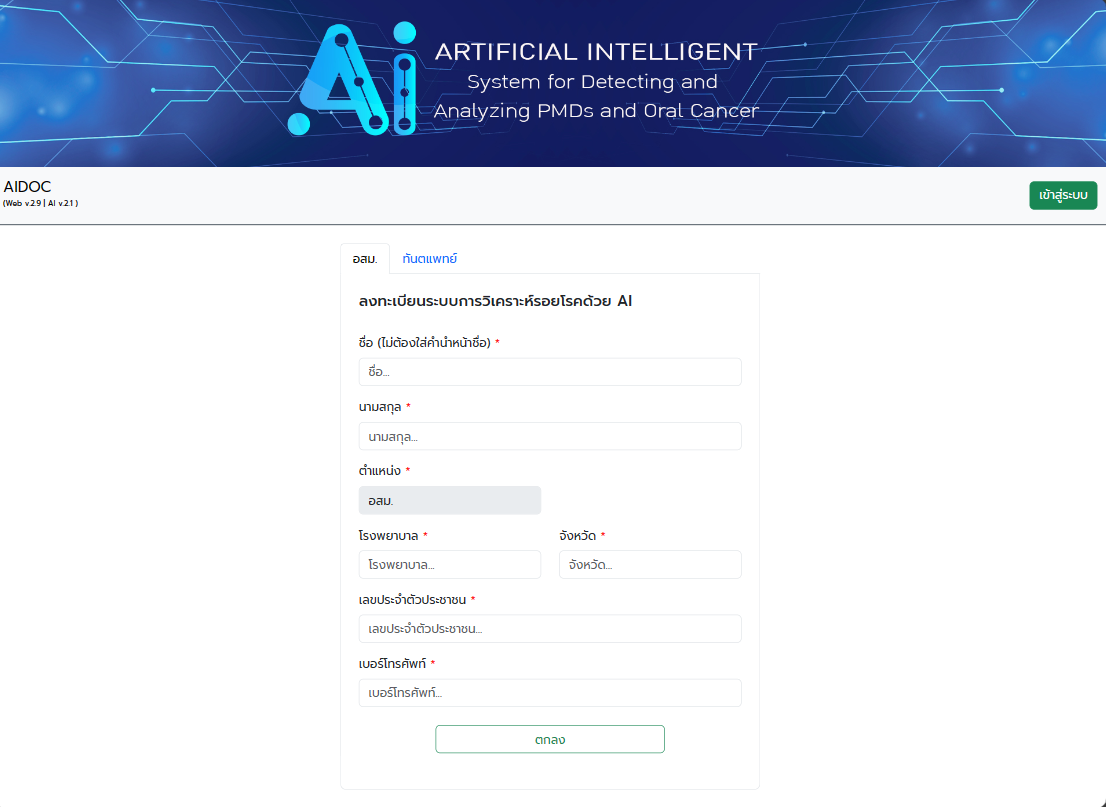 Ai
ARTIFICIAL INTELLIGENT
System for Detecting and
Analyzing PMDs and Oral Cancer
AIDOC
(Web v.2.9 | AI v.2.1 )
เข้าสู่ระบบ
อสม. ทันตแพทย์
ลงทะเบียนระบบการวิเคราะห์รอยโรคด้วย AI
ชื่อ (ไม่ต้องใส่คำนำหน้าชื่อ) *
ชื่อ...
นามสกุล *
นามสกุล...
ตำแหน่ง *
อสม.
โรงพยาบาล * จังหวัด *
โรงพยาบาล... จังหวัด...
เลขประจำตัวประชาชน *
เลขประจำตัวประชาชน...
เบอร์โทรศัพท์ *
เบอร์โทรศัพท์...
ตกลง